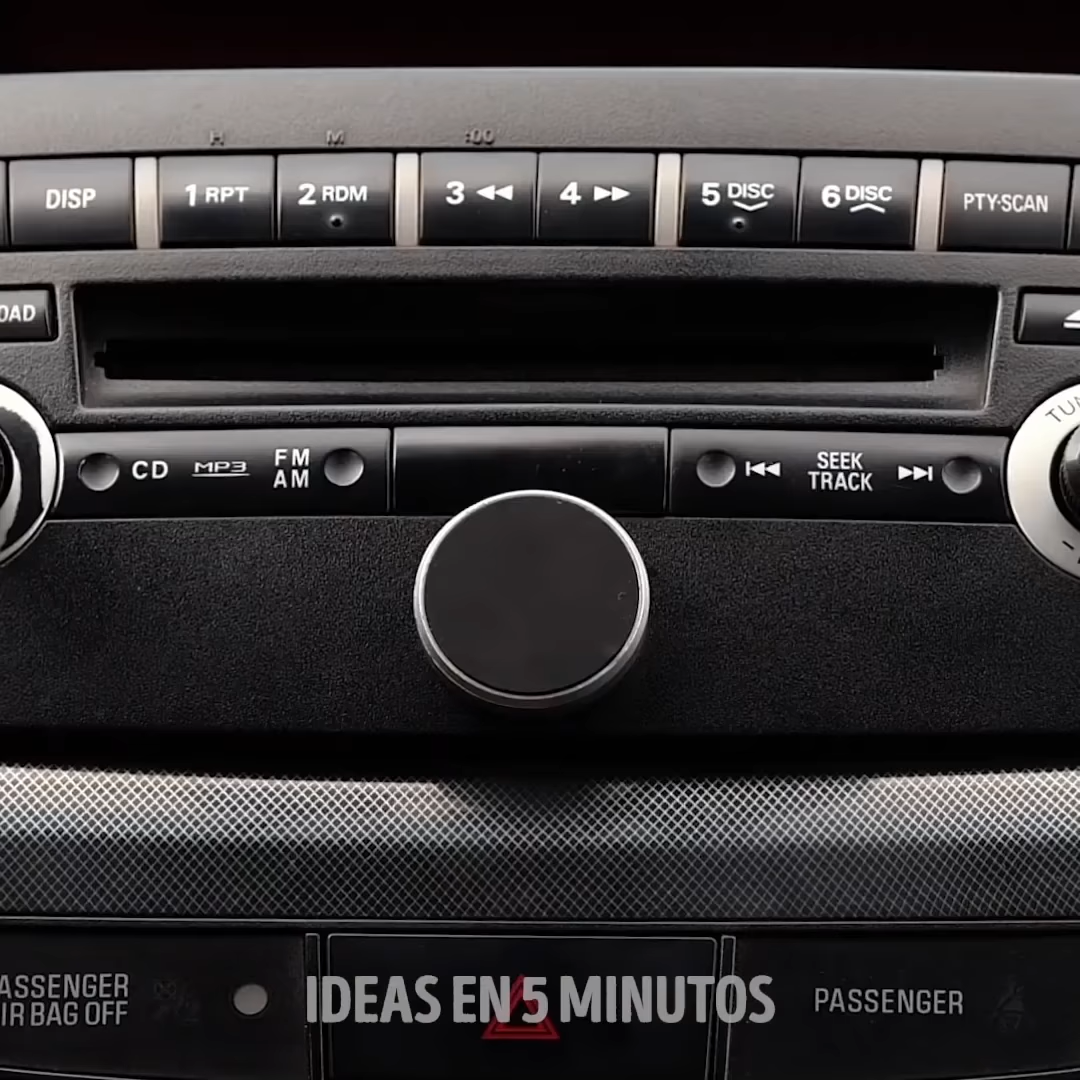 H M :00
DISP 1 RPT 2 RDM 3 4 5 DISC 6 DISC PTY-SCAN
OAD
CD MP3 FM AM SEEK TRACK
TUN
ASSENGER
IR BAG OFF
IDEAS EN 5 MINUTOS
PASSENGER